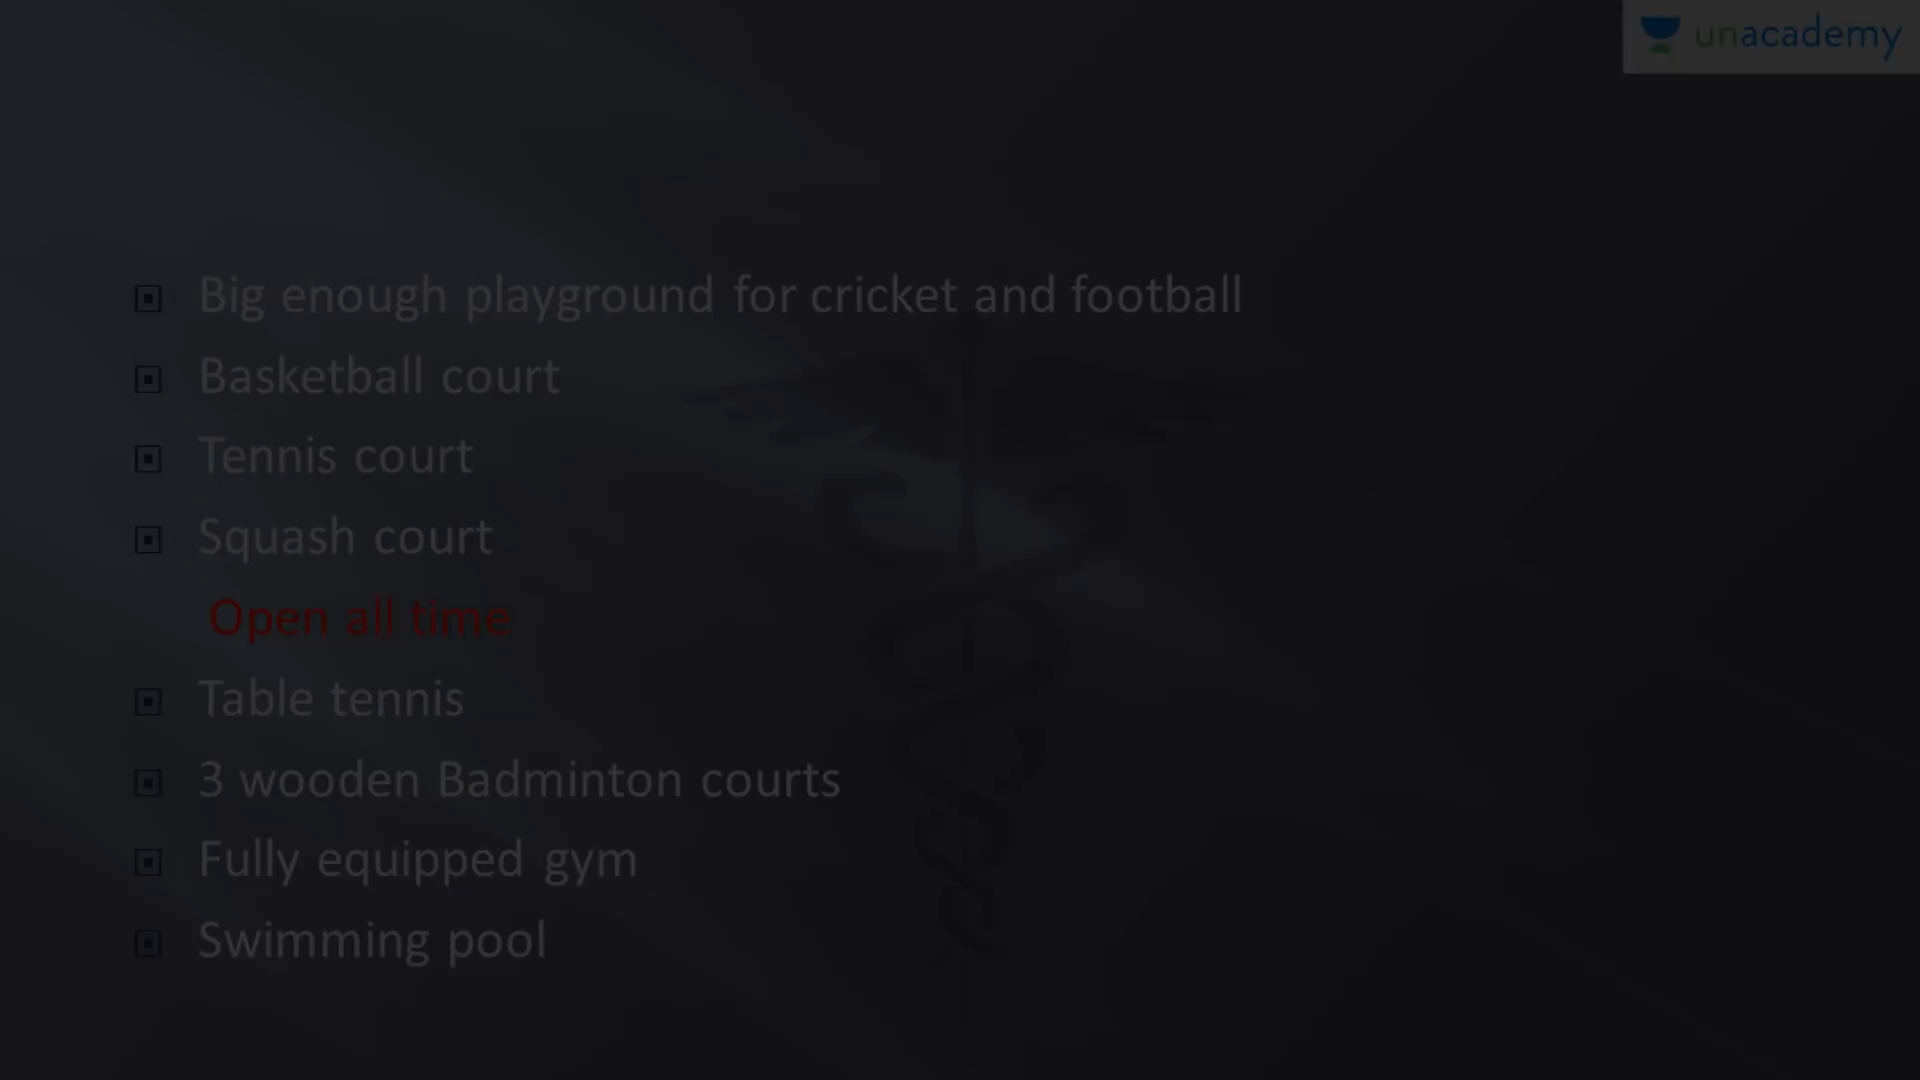 unacademy
Big enough playground for cricket and football
Basketball court
Tennis court
Squash court
Open all time
Table tennis
3 wooden Badminton courts
Fully equipped gym
Swimming pool